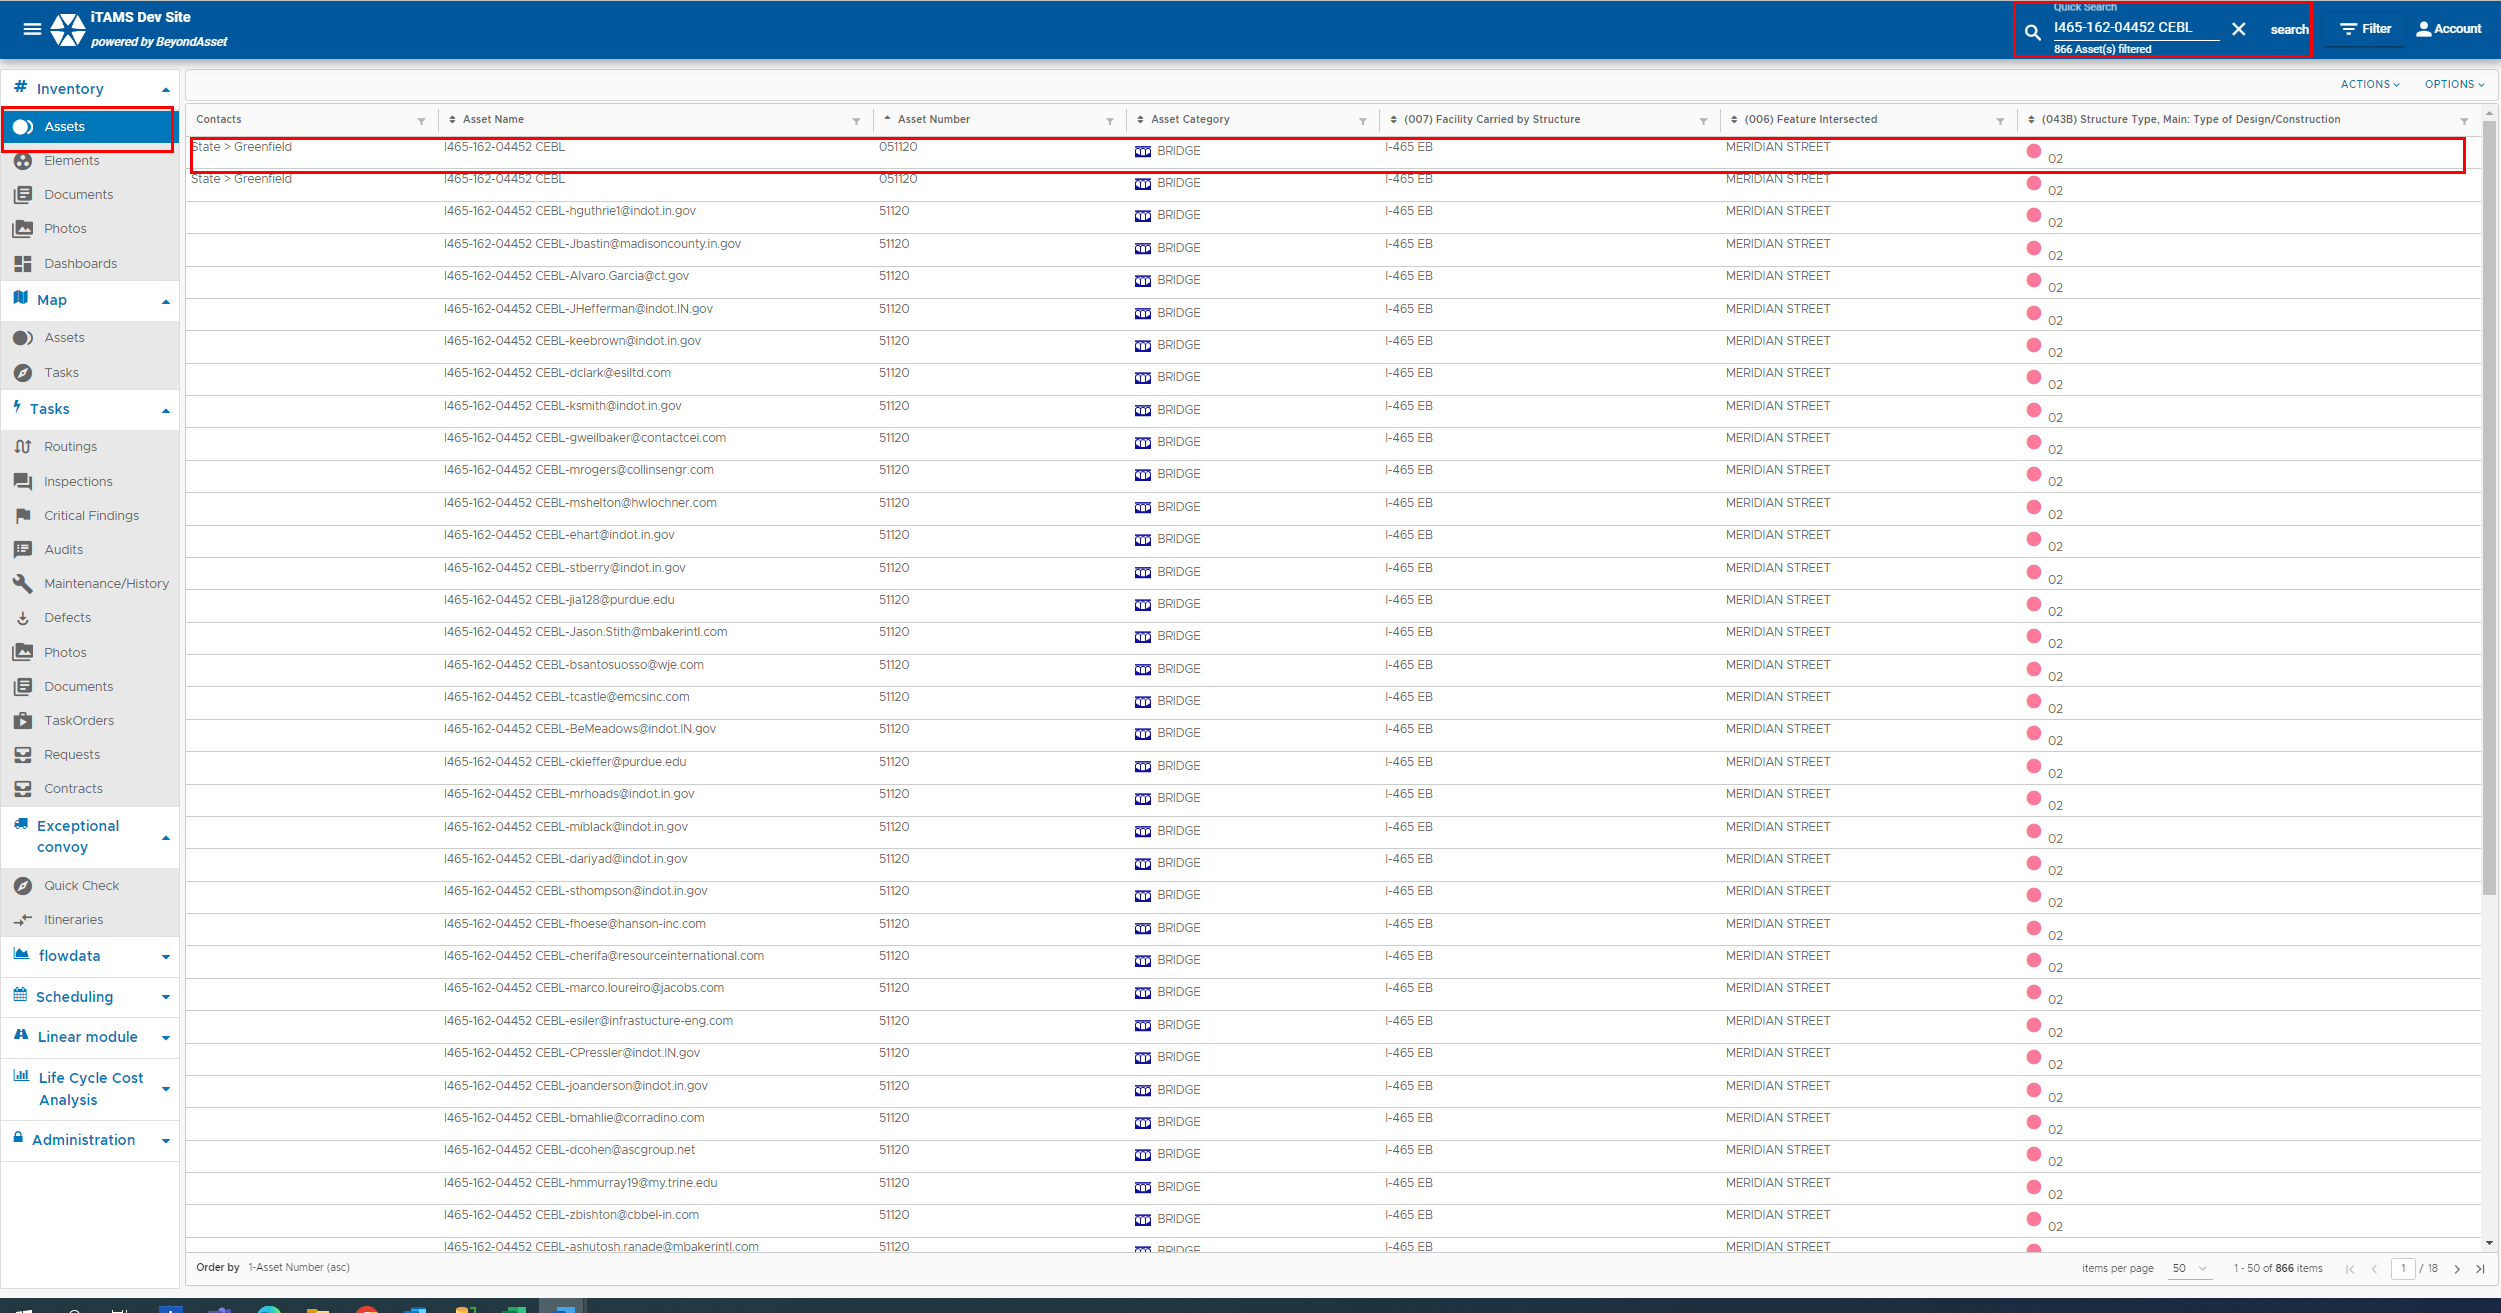 iTAMS Dev Site
powered by BeyondAsset
Quick Search
I465-162-04452 CEBL
866 Asset(s) filtered
search
Filter
Account
Inventory
Assets
Elements
Documents
Photos
Dashboards
Map
Assets
Tasks
Tasks
Routings
Inspections
Critical Findings
Audits
Maintenance/History
Defects
Photos
Documents
TaskOrders
Requests
Contracts
Exceptional
convoy
Quick Check
Itineraries
flowdata
Scheduling
Linear module
Life Cycle Cost
Analysis
Administration
ACTIONS OPTIONS
Contacts Asset Name Asset Number Asset Category (007) Facility Carried by Structure (006) Feature Intersected (043B) Structure Type, Main: Type of Design/Construction
State > Greenfield I465-162-04452 CEBL 051120 BRIDGE I-465 EB MERIDIAN STREET 02
State > Greenfield I465-162-04452 CEBL 051120 BRIDGE I-465 EB MERIDIAN STREET 02
I465-162-04452 CEBL-hguthrie1@indot.in.gov 51120 BRIDGE I-465 EB MERIDIAN STREET 02
I465-162-04452 CEBL-Jbastin@madisoncounty.in.gov 51120 BRIDGE I-465 EB MERIDIAN STREET 02
I465-162-04452 CEBL-Alvaro.Garcia@ct.gov 51120 BRIDGE I-465 EB MERIDIAN STREET 02
I465-162-04452 CEBL-JHefferman@indot.IN.gov 51120 BRIDGE I-465 EB MERIDIAN STREET 02
I465-162-04452 CEBL-keebrown@indot.in.gov 51120 BRIDGE I-465 EB MERIDIAN STREET 02
I465-162-04452 CEBL-dclark@esiltd.com 51120 BRIDGE I-465 EB MERIDIAN STREET 02
I465-162-04452 CEBL-ksmith@indot.in.gov 51120 BRIDGE I-465 EB MERIDIAN STREET 02
I465-162-04452 CEBL-gweilbaker@contactcei.com 51120 BRIDGE I-465 EB MERIDIAN STREET 02
I465-162-04452 CEBL-mrogers@collinsengr.com 51120 BRIDGE I-465 EB MERIDIAN STREET 02
I465-162-04452 CEBL-mshelton@hwlochner.com 51120 BRIDGE I-465 EB MERIDIAN STREET 02
I465-162-04452 CEBL-ehart@indot.in.gov 51120 BRIDGE I-465 EB MERIDIAN STREET 02
I465-162-04452 CEBL-stberry@indot.in.gov 51120 BRIDGE I-465 EB MERIDIAN STREET 02
I465-162-04452 CEBL-jia128@purdue.edu 51120 BRIDGE I-465 EB MERIDIAN STREET 02
I465-162-04452 CEBL-Jason.Stith@mbakerintl.com 51120 BRIDGE I-465 EB MERIDIAN STREET 02
I465-162-04452 CEBL-bsantosuosso@wje.com 51120 BRIDGE I-465 EB MERIDIAN STREET 02
I465-162-04452 CEBL-tcastle@emcsinc.com 51120 BRIDGE I-465 EB MERIDIAN STREET 02
I465-162-04452 CEBL-BeMeadows@indot.IN.gov 51120 BRIDGE I-465 EB MERIDIAN STREET 02
I465-162-04452 CEBL-ckieffer@purdue.edu 51120 BRIDGE I-465 EB MERIDIAN STREET 02
I465-162-04452 CEBL-mrhoads@indot.in.gov 51120 BRIDGE I-465 EB MERIDIAN STREET 02
I465-162-04452 CEBL-miblack@indot.in.gov 51120 BRIDGE I-465 EB MERIDIAN STREET 02
I465-162-04452 CEBL-dariyad@indot.in.gov 51120 BRIDGE I-465 EB MERIDIAN STREET 02
I465-162-04452 CEBL-sthompson@indot.in.gov 51120 BRIDGE I-465 EB MERIDIAN STREET 02
I465-162-04452 CEBL-fhoese@hanson-inc.com 51120 BRIDGE I-465 EB MERIDIAN STREET 02
I465-162-04452 CEBL-cherifa@resourceinternational.com 51120 BRIDGE I-465 EB MERIDIAN STREET 02
I465-162-04452 CEBL-marco.loureiro@jacobs.com 51120 BRIDGE I-465 EB MERIDIAN STREET 02
I465-162-04452 CEBL-esiler@infrastucture-eng.com 51120 BRIDGE I-465 EB MERIDIAN STREET 02
I465-162-04452 CEBL-CPressler@indot.IN.gov 51120 BRIDGE I-465 EB MERIDIAN STREET 02
I465-162-04452 CEBL-joanderson@indot.in.gov 51120 BRIDGE I-465 EB MERIDIAN STREET 02
I465-162-04452 CEBL-bmahlie@corradino.com 51120 BRIDGE I-465 EB MERIDIAN STREET 02
I465-162-04452 CEBL-dcohen@ascgroup.net 51120 BRIDGE I-465 EB MERIDIAN STREET 02
I465-162-04452 CEBL-hmmurray19@my.trine.edu 51120 BRIDGE I-465 EB MERIDIAN STREET 02
I465-162-04452 CEBL-zbishton@cbbel-in.com 51120 BRIDGE I-465 EB MERIDIAN STREET 02
I465-162-04452 CEBL-ashutosh.ranade@mbakerintl.com 51120 BRIDGE I-465 EB MERIDIAN STREET
Order by 1-Asset Number (asc) items per page 50 1 - 50 of 866 items 1 / 18